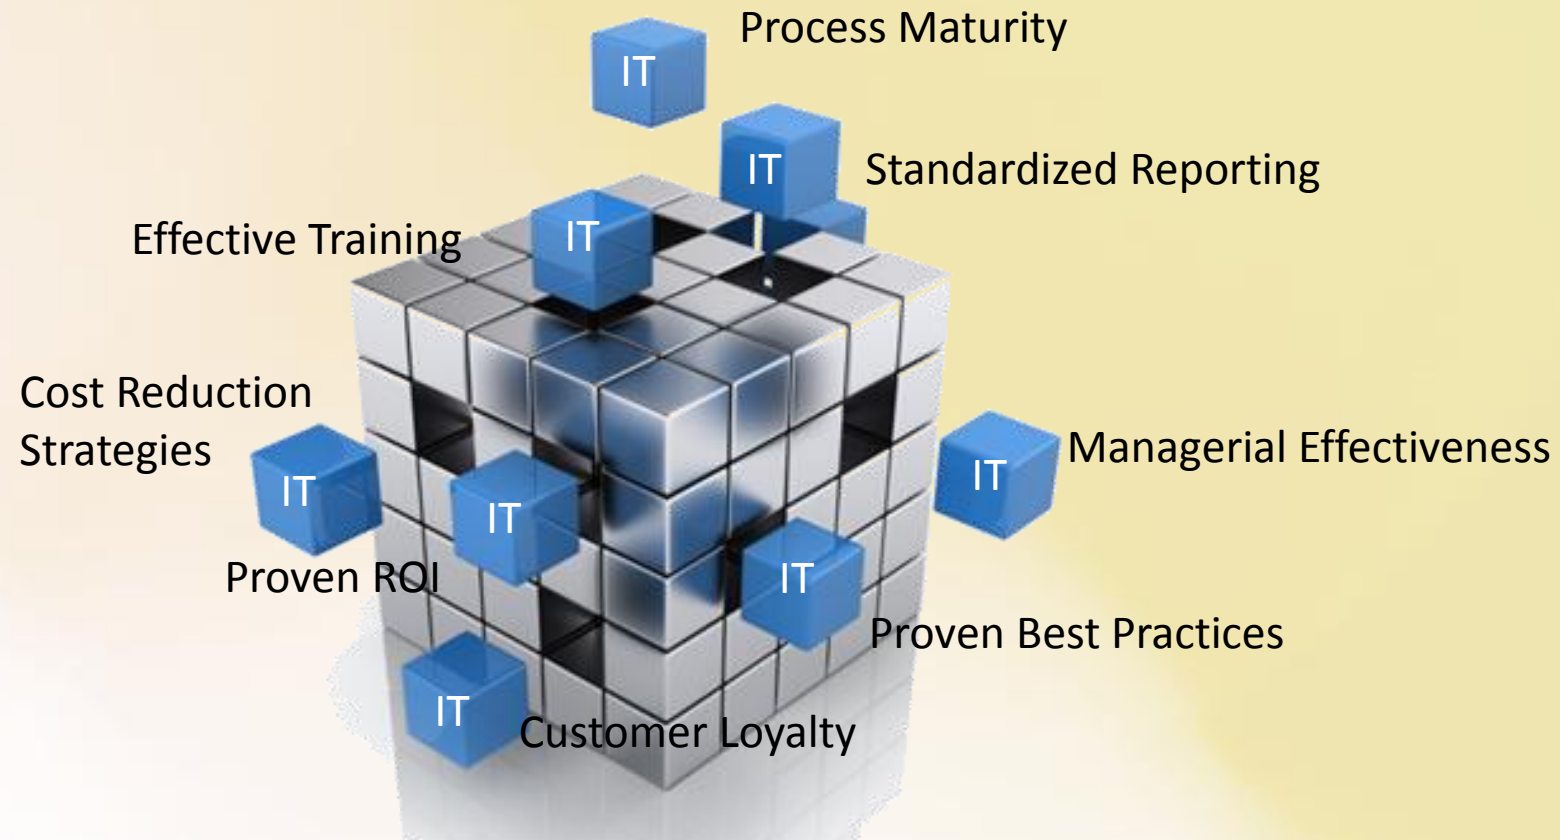 Process Maturity
IT
IT
Standardized Reporting
Effective Training
IT
Cost Reduction
Strategies
IT
IT
IT
Managerial Effectiveness
Proven ROI
IT
Proven Best Practices
IT
Customer Loyalty